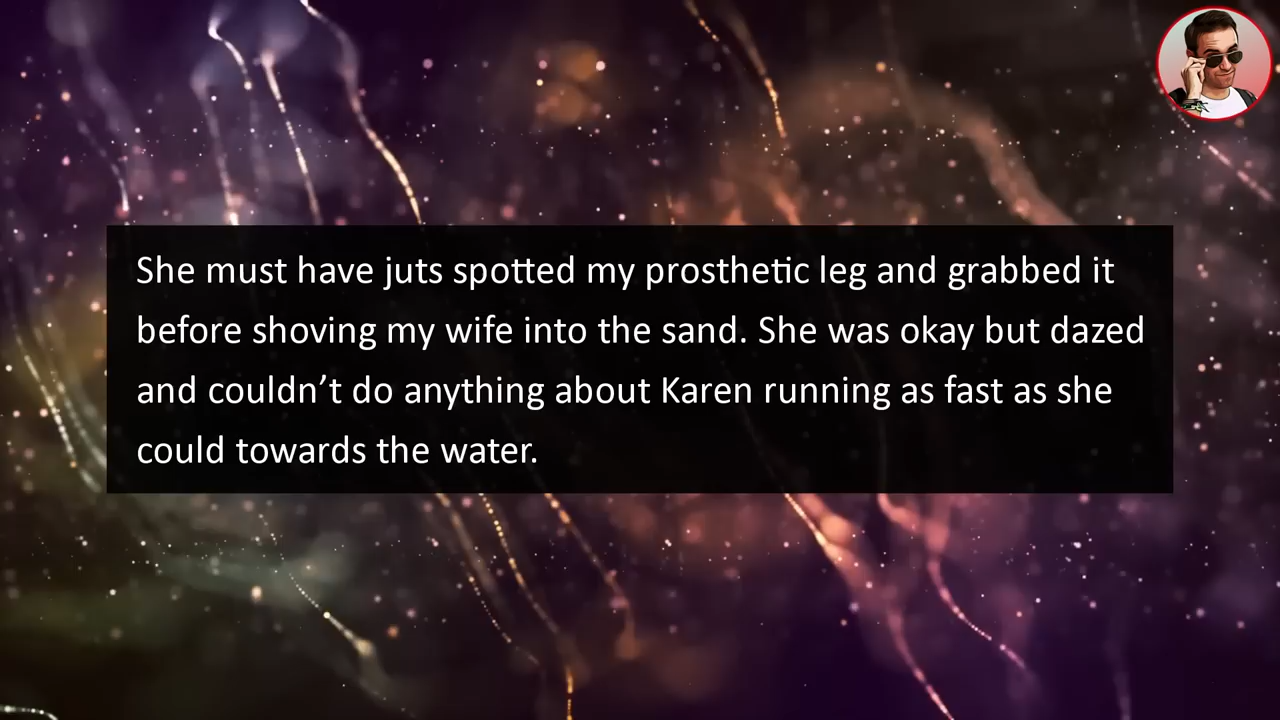 She must have juts spotted my prosthetic leg and grabbed it
before shoving my wife into the sand. She was okay but dazed
and couldn’t do anything about Karen running as fast as she
could towards the water.